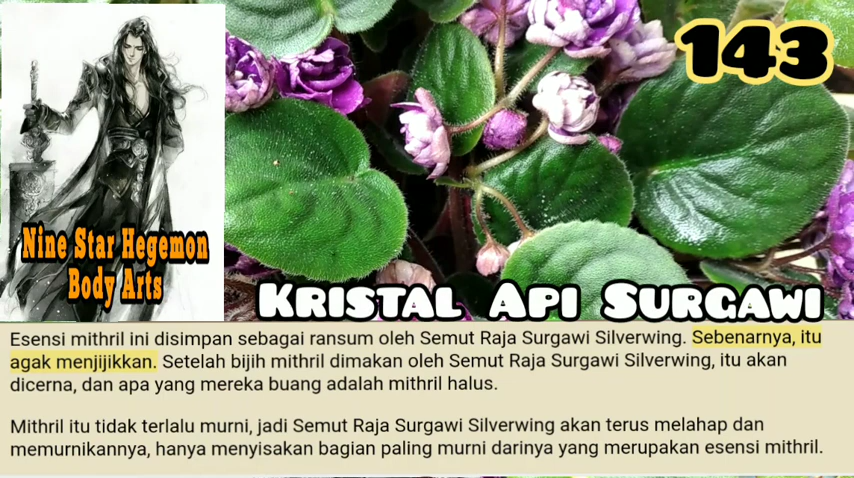 143
Nine Star Hegemon
Body Arts
Kristal Api Surgawi
Esensi mithril ini disimpan sebagai ransum oleh Semut Raja Surgawi Silverwing. Sebenarnya, itu
agak menjijikkan. Setelah bijih mithril dimakan oleh Semut Raja Surgawi Silverwing, itu akan
dicerna, dan apa yang mereka buang adalah mithril halus.
Mithril itu tidak terlalu murni, jadi Semut Raja Surgawi Silverwing akan terus melahap dan
memurnikannya, hanya menyisakan bagian paling murni darinya yang merupakan esensi mithril.